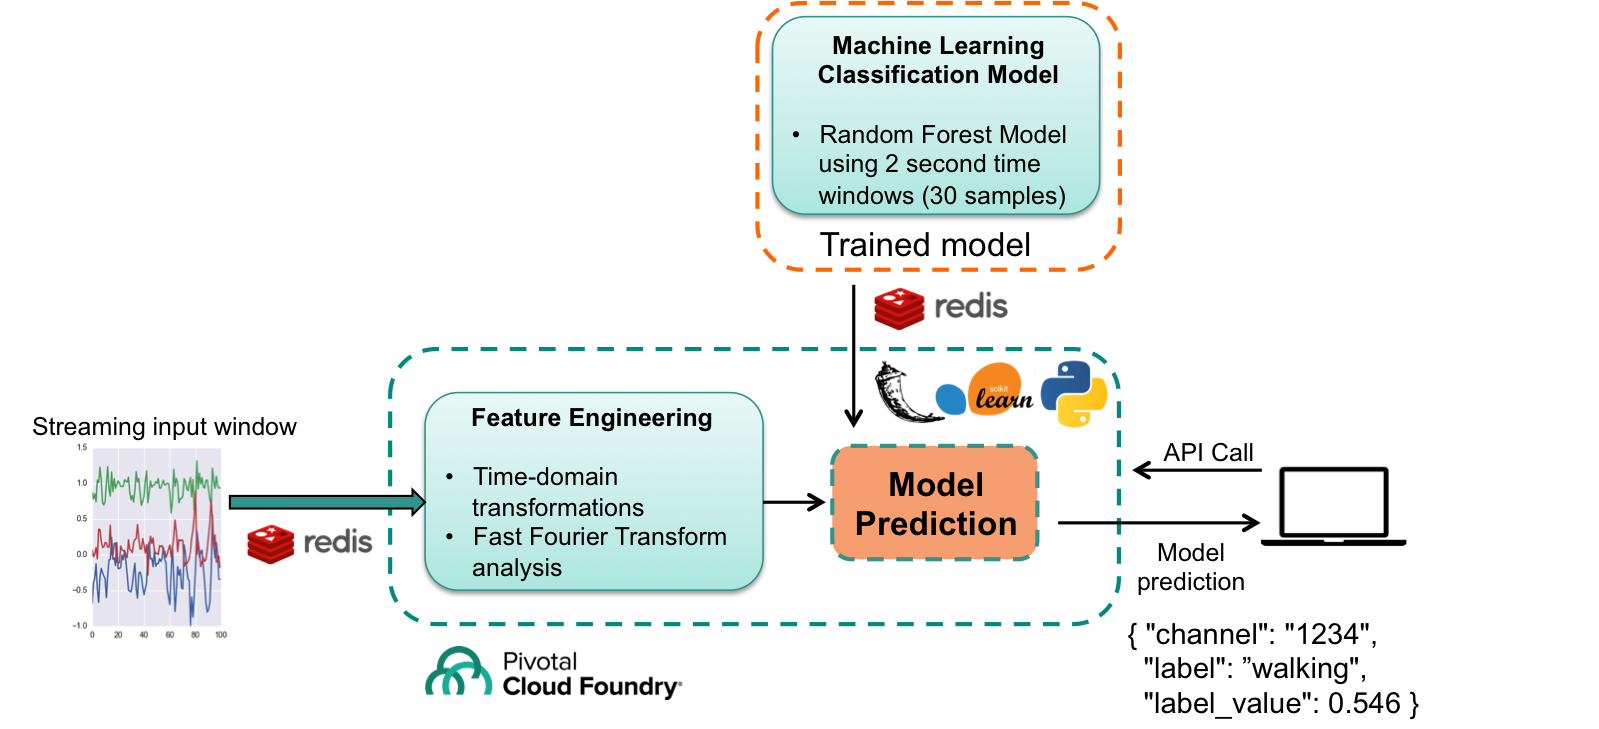 Machine Learning
Classification Model
• Random Forest Model
using 2 second time
windows (30 samples)
Trained model
redis
scikit
learn
Feature Engineering
• Time-domain
transformations
• Fast Fourier Transform
analysis
Model
Prediction
Streaming input window
1.5
1.0
0.5
0.0
−0.5
−1.0
0 20 40 60 80 100
redis
API Call
Model
prediction
{ "channel": "1234",
"label": ”walking",
"label_value": 0.546 }
Pivotal
Cloud Foundry